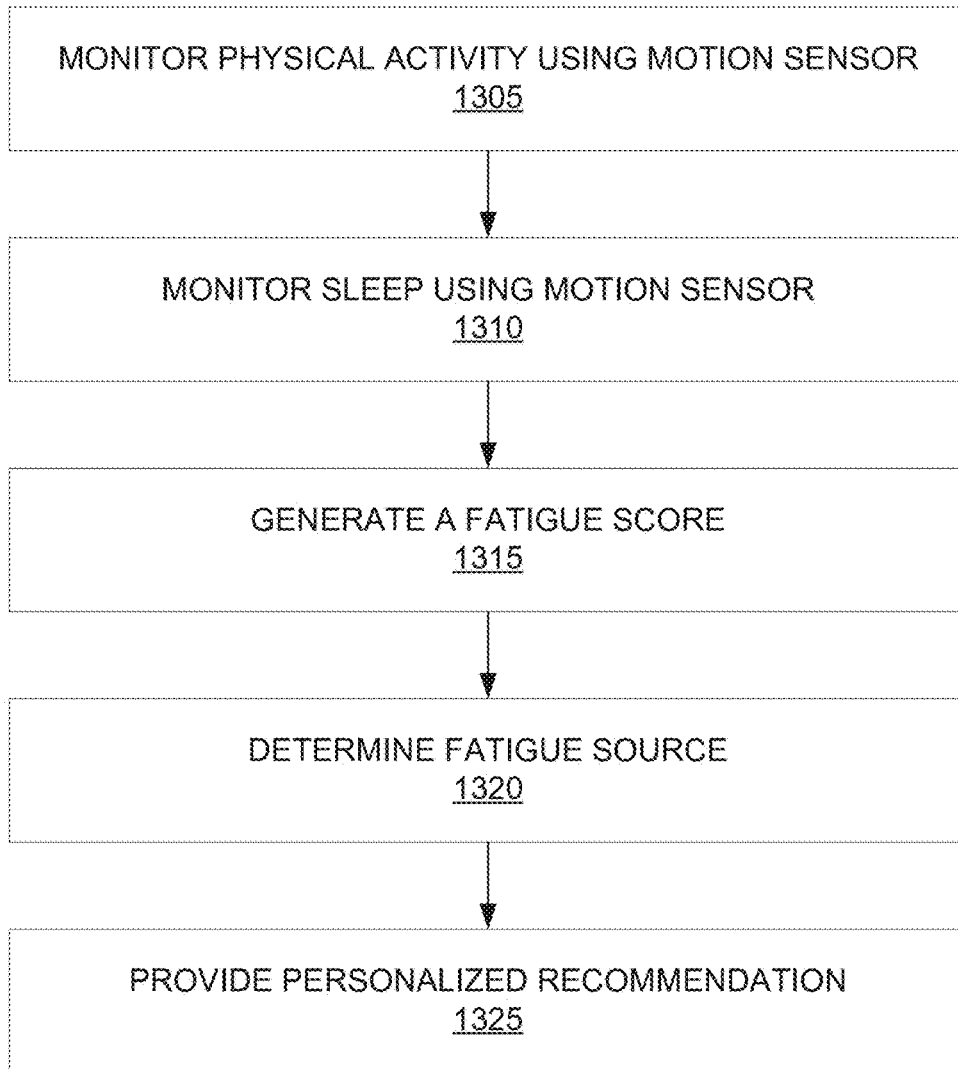 MONITOR PHYSICAL ACTIVITY USING MOTION SENSOR
1305
MONITOR SLEEP USING MOTION SENSOR
1310
GENERATE A FATIGUE SCORE
1315
DETERMINE FATIGUE SOURCE
1320
PROVIDE PERSONALIZED RECOMMENDATION
1325